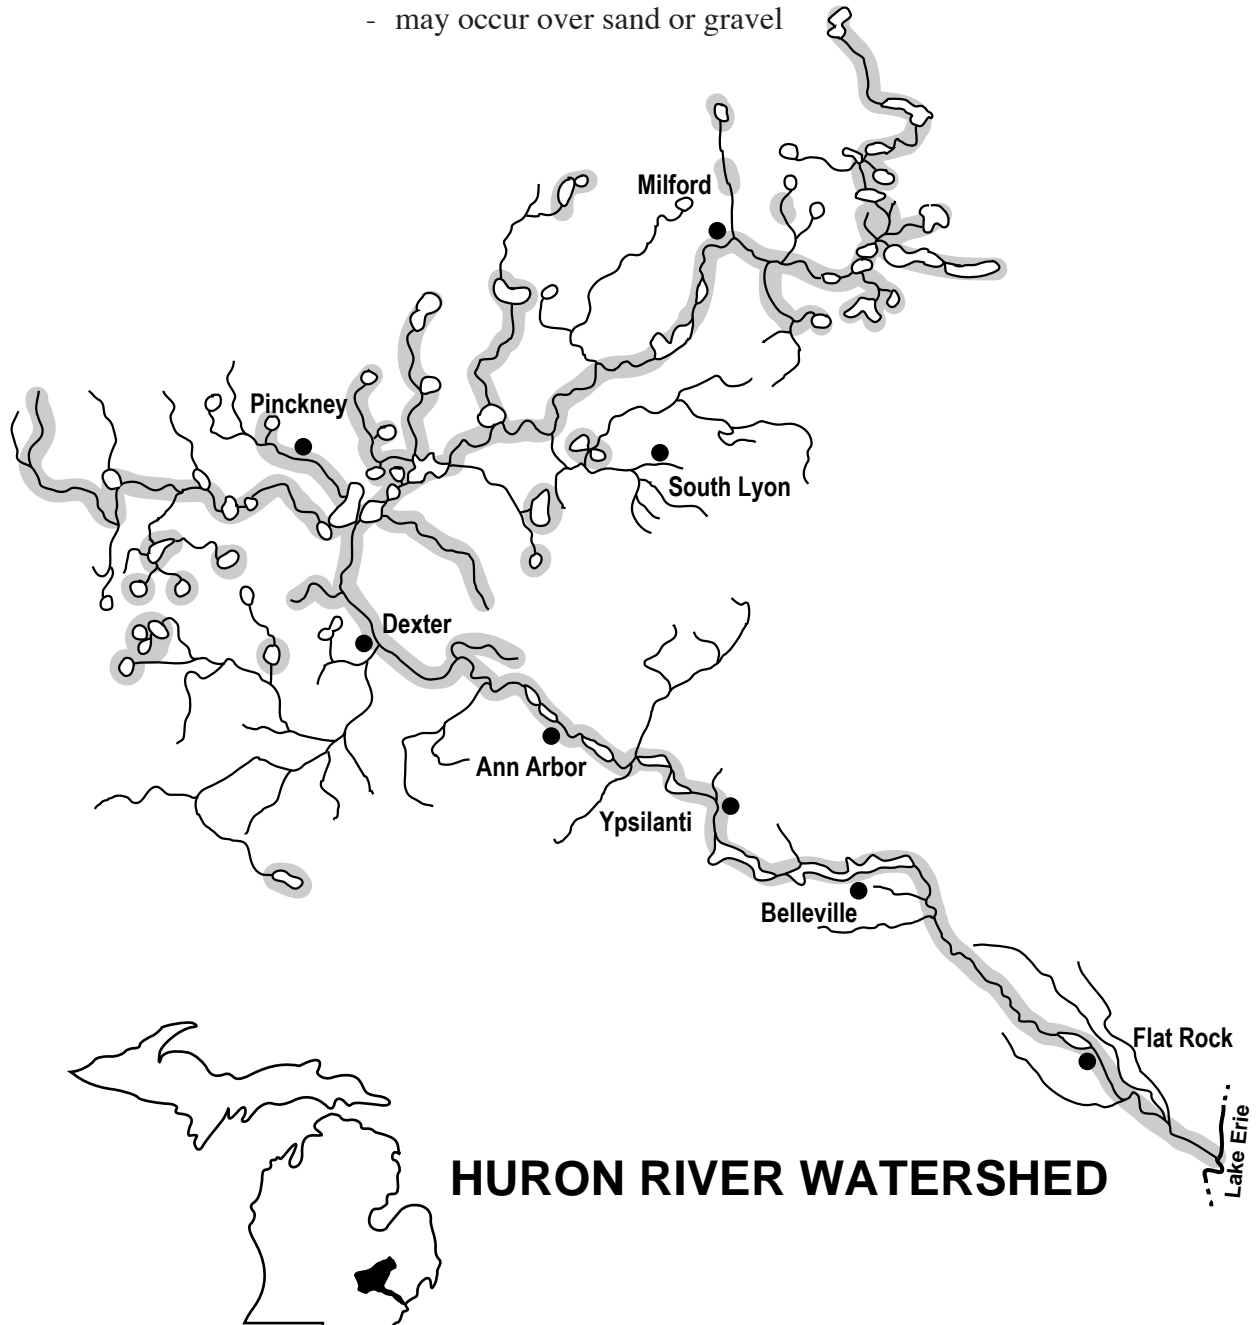 - may occur over sand or gravel
Milford
Pinckney
South Lyon
Dexter
Ann Arbor
Ypsilanti
Belleville
Flat Rock
Lake Erie
HURON RIVER WATERSHED